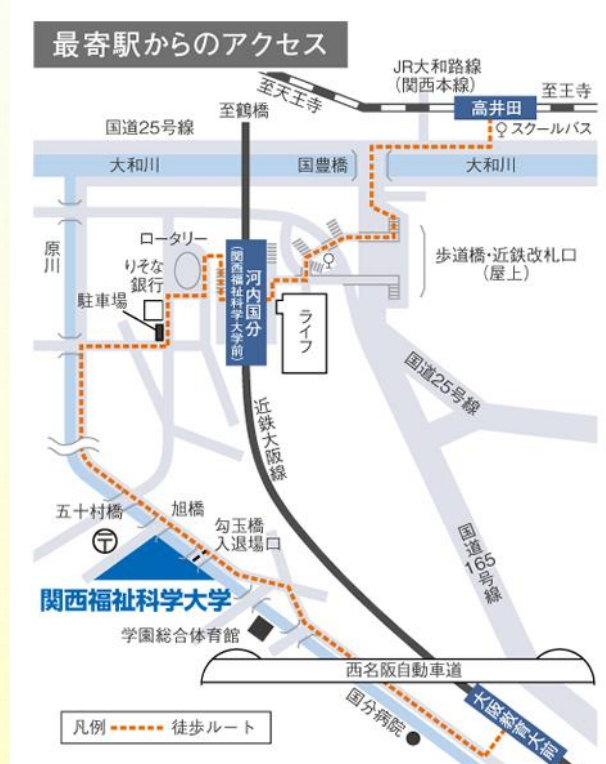 最寄駅からのアクセス
JR大和路線
(関西本線)
至天王寺
至王寺
高井田
至鶴橋
国道25号線
スクールバス
大和川
国豊橋
大和川
原川
ロータリー
りそな
銀行
駐車場
河内国分
(関西福祉科学大学前)
ライフ
歩道橋・近鉄改札口
(屋上)
国道25号線
近鉄大阪線
国道165号線
五十村橋
旭橋
勾玉橋
入退場口
関西福祉科学大学
学園総合体育館
西名阪自動車道
国分病院
大阪教育大前
凡例
徒歩ルート